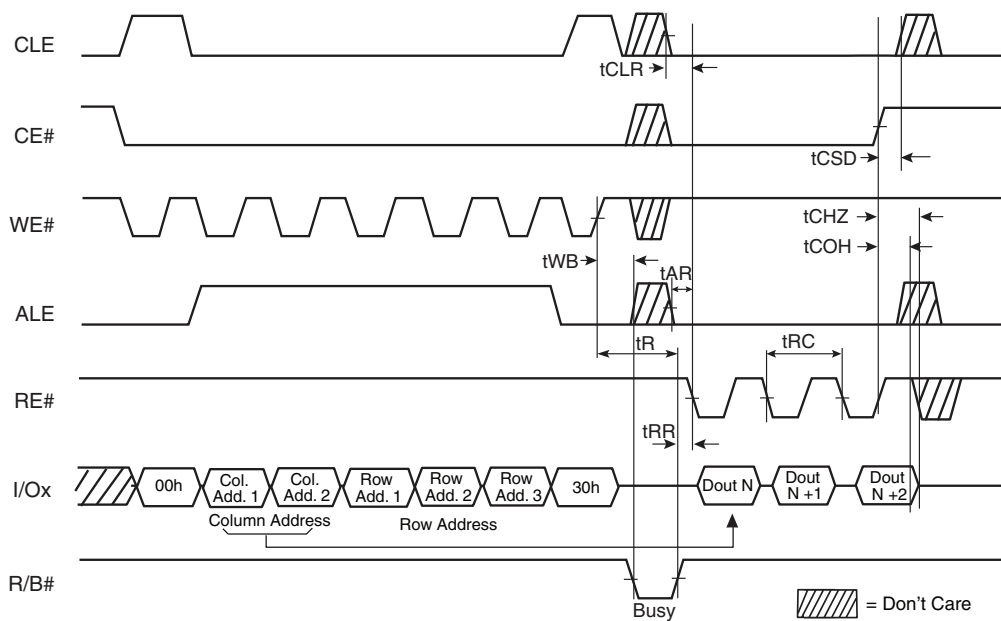 CLE
tCLR
CE#
tCSD
WE#
tCHZ
tCOH
tWB
tAR
ALE
tR
tRC
RE#
tRR
I/Ox
00h
Col. Add. 1
Col. Add. 2
Row Add. 1
Row Add. 2
Row Add. 3
30h
Dout N
Dout N +1
Dout N +2
Column Address
Row Address
R/B#
Busy
= Don't Care